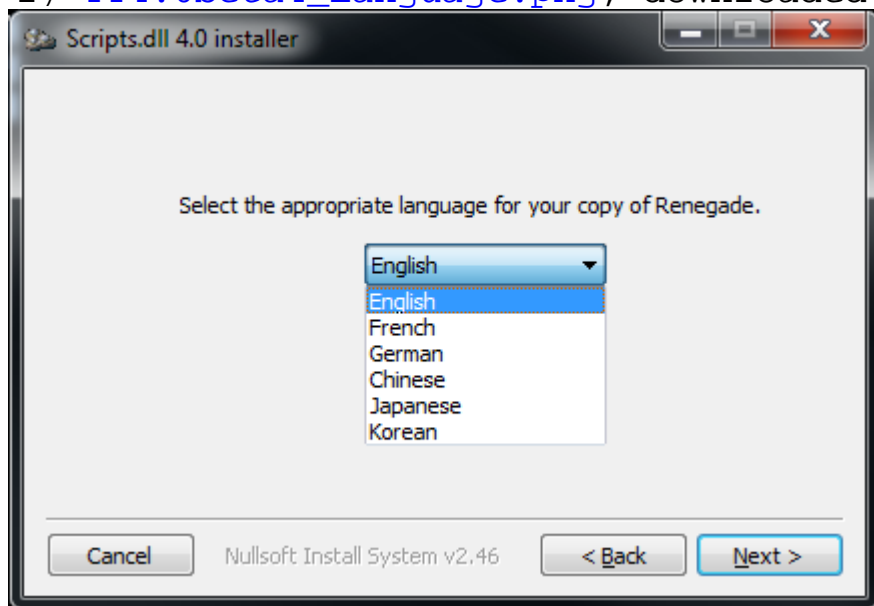 downloaded
Scripts.dll 4.0 installer
Select the appropriate language for your copy of Renegade.
English
English
French
German
Chinese
Japanese
Korean
Cancel Nullsoft Install System v2.46 < Back Next >